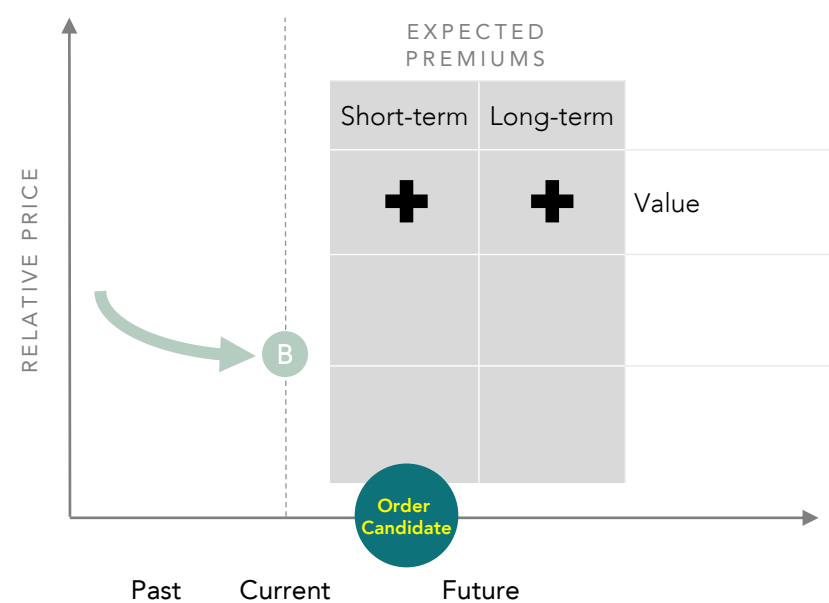 EXPECTED
PREMIUMS
Short-term
Long-term
Value
RELATIVE PRICE
B
Order
Candidate
Past
Current
Future